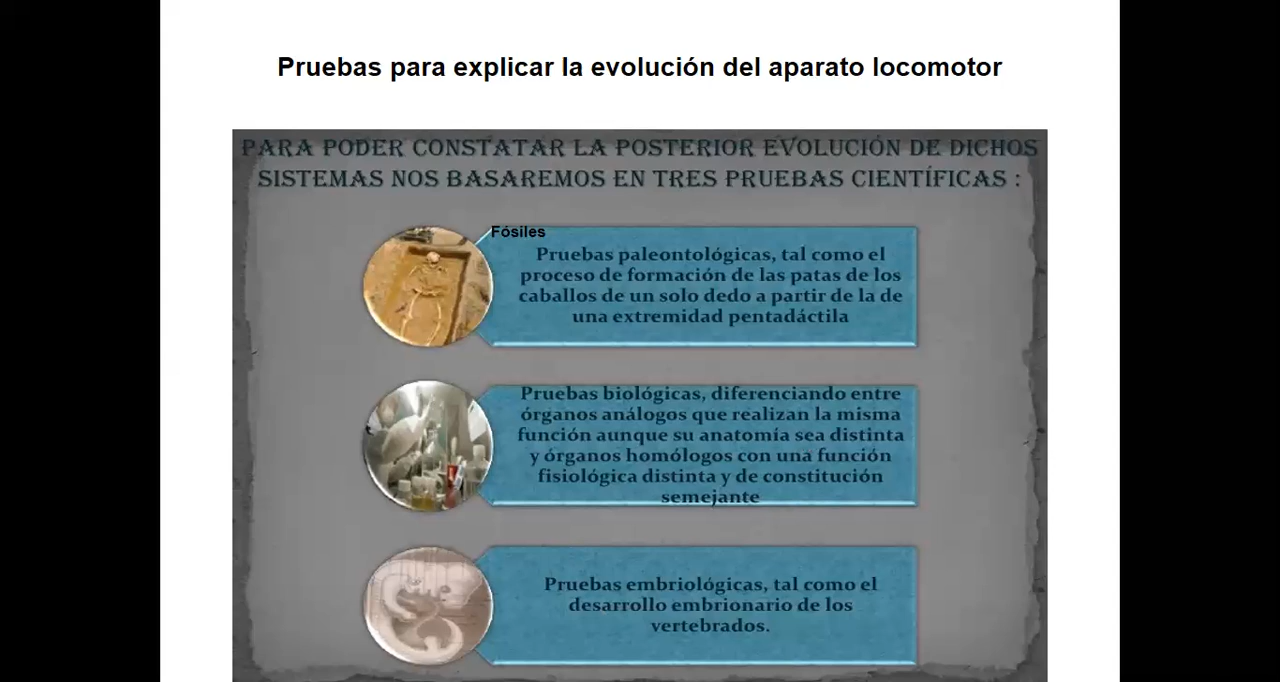 Pruebas para explicar la evolución del aparato locomotor
PARA PODER CONSTATAR LA POSTERIOR EVOLUCIÓN DE DICHOS
SISTEMAS NOS BASAREMOS EN TRES PRUEBAS CIENTÍFICAS :
Fósiles
Pruebas paleontológicas, tal como el
proceso de formación de las patas de los
caballos de un solo dedo a partir de la de
una extremidad pentadáctila
Pruebas biológicas, diferenciando entre
órganos análogos que realizan la misma
función aunque su anatomía sea distinta
y órganos homólogos con una función
fisiológica distinta y de constitución
semejante
Pruebas embriológicas, tal como el
desarrollo embrionario de los
vertebrados.